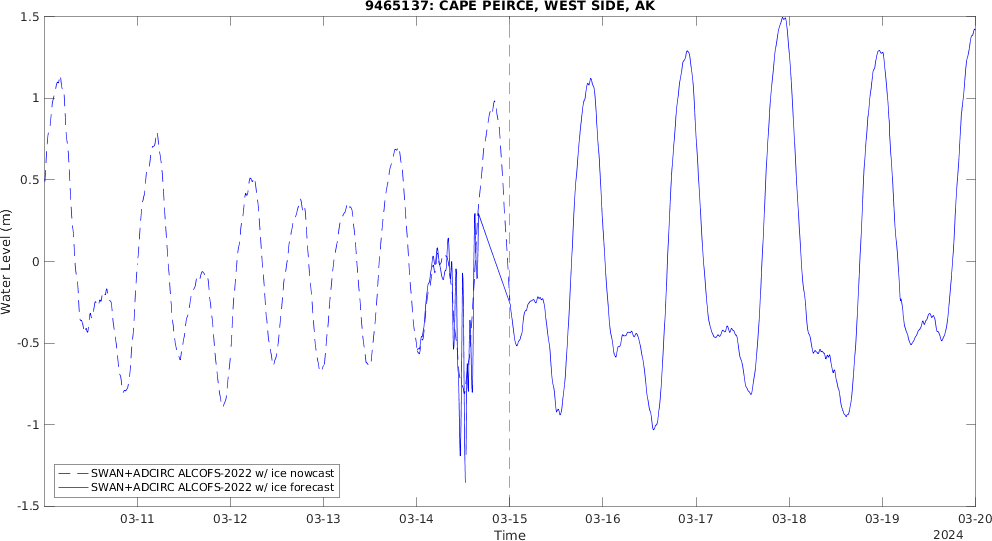 9465137: CAPE PEIRCE, WEST SIDE, AK
1.5
1
0.5
0
-0.5
-1
-1.5
Water Level (m)
SWAN+ADCIRC ALCOFS-2022 w/ ice nowcast
SWAN+ADCIRC ALCOFS-2022 w/ ice forecast
03-11 03-12 03-13 03-14 03-15 03-16 03-17 03-18 03-19 03-20
Time
2024